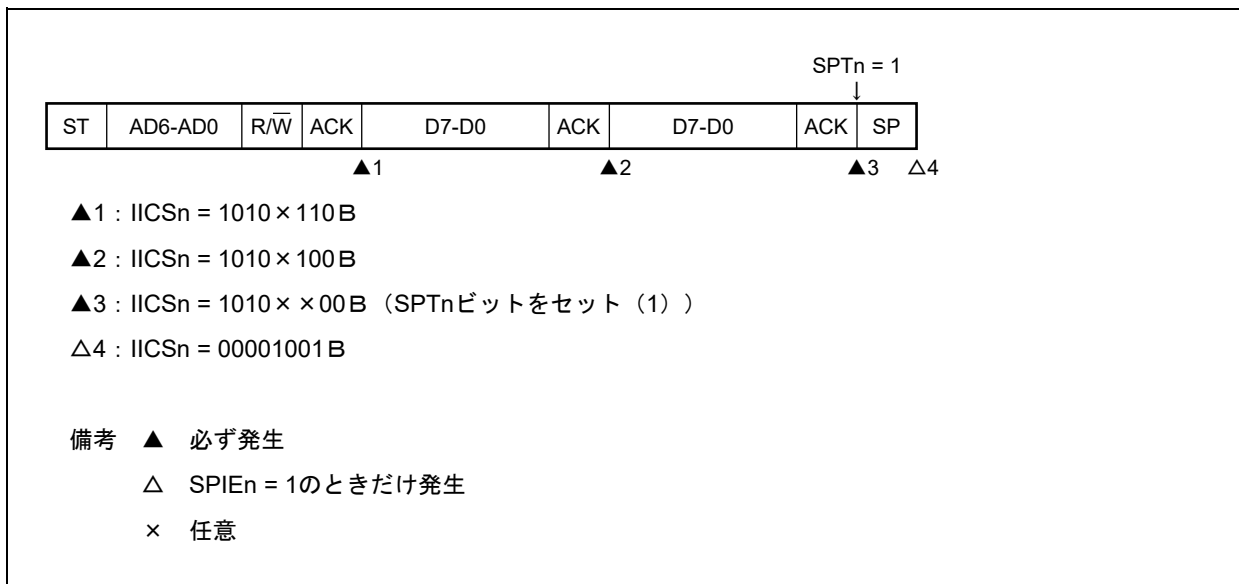 SPTn = 1
↓
ST AD6-AD0 R/W̅ ACK D7-D0 ACK D7-D0 ACK SP
▲1 ▲2 ▲3 △4
▲1：IICSn = 1010×110Ｂ
▲2：IICSn = 1010×100Ｂ
▲3：IICSn = 1010××00Ｂ（SPTnビットをセット（1））
△4：IICSn = 00001001Ｂ
備考 ▲ 必ず発生
△ SPIEn = 1のときだけ発生
× 任意